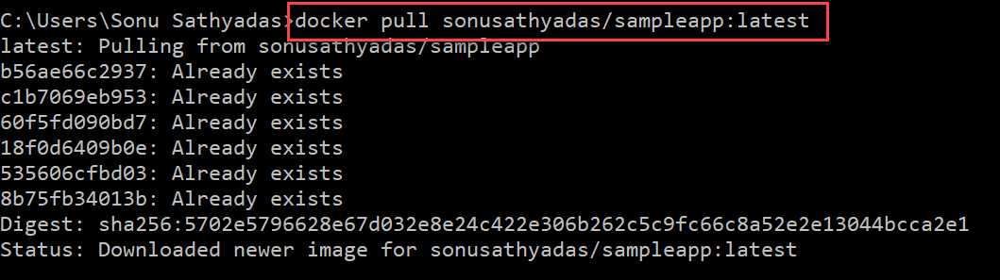 C:\Users\Sonu Sathyadas>docker pull sonusathyadas/sampleapp:latest
latest: Pulling from sonusathyadas/sampleapp
b56ae66c2937: Already exists
c1b7069eb953: Already exists
60f5fd090bd7: Already exists
18f0d6409b0e: Already exists
535606cfbd03: Already exists
8b75fb34013b: Already exists
Digest: sha256:5702e5796628e67d032e8e24c422e306b262c5c9fc66c8a52e2e13044bcca2e1
Status: Downloaded newer image for sonusathyadas/sampleapp:latest